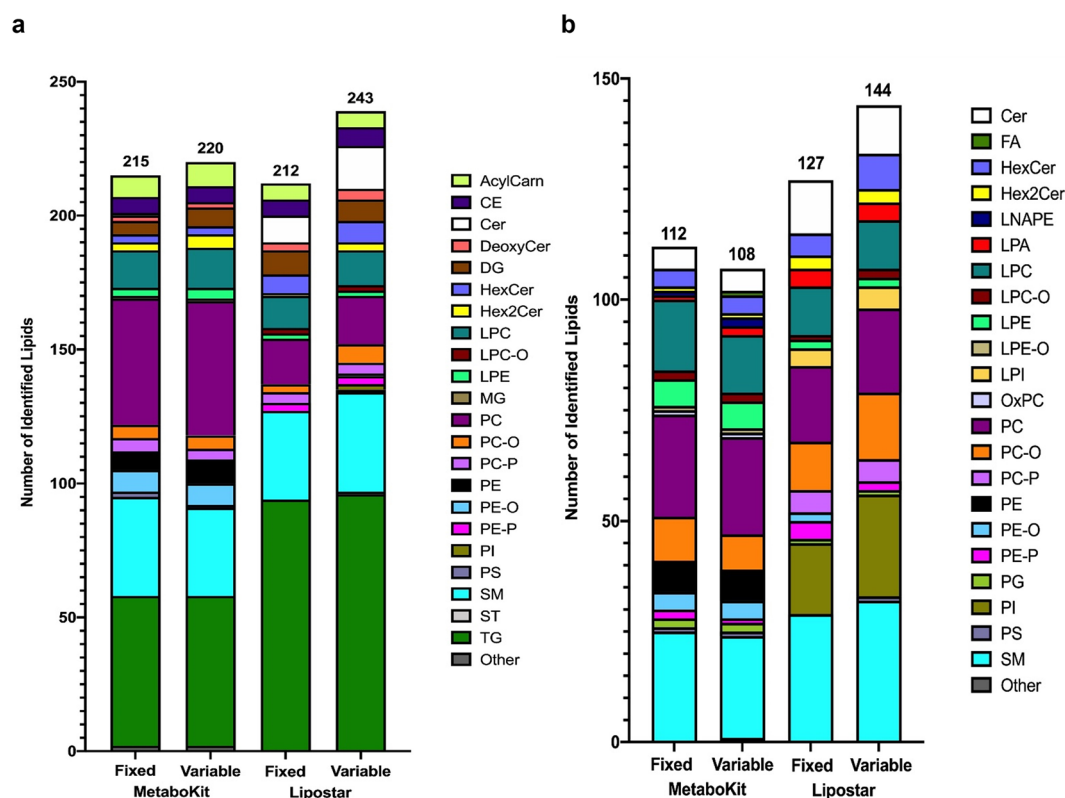 a
b
250
200
150
100
50
0
Number of Identified Lipids
215
220
212
243
Fixed
Variable
Fixed
Variable
MetaboKit
Lipostar
AcylCarn
CE
Cer
DeoxyCer
DG
HexCer
Hex2Cer
LPC
LPC-O
LPE
MG
PC
PC-O
PC-P
PE
PE-O
PE-P
PI
PS
SM
ST
TG
Other
150
100
50
0
Number of Identified Lipids
112
108
127
144
Fixed
Variable
Fixed
Variable
MetaboKit
Lipostar
Cer
FA
HexCer
Hex2Cer
LNAPE
LPA
LPC
LPC-O
LPE
LPE-O
LPI
OxPC
PC
PC-O
PC-P
PE
PE-O
PE-P
PG
PI
PS
SM
Other